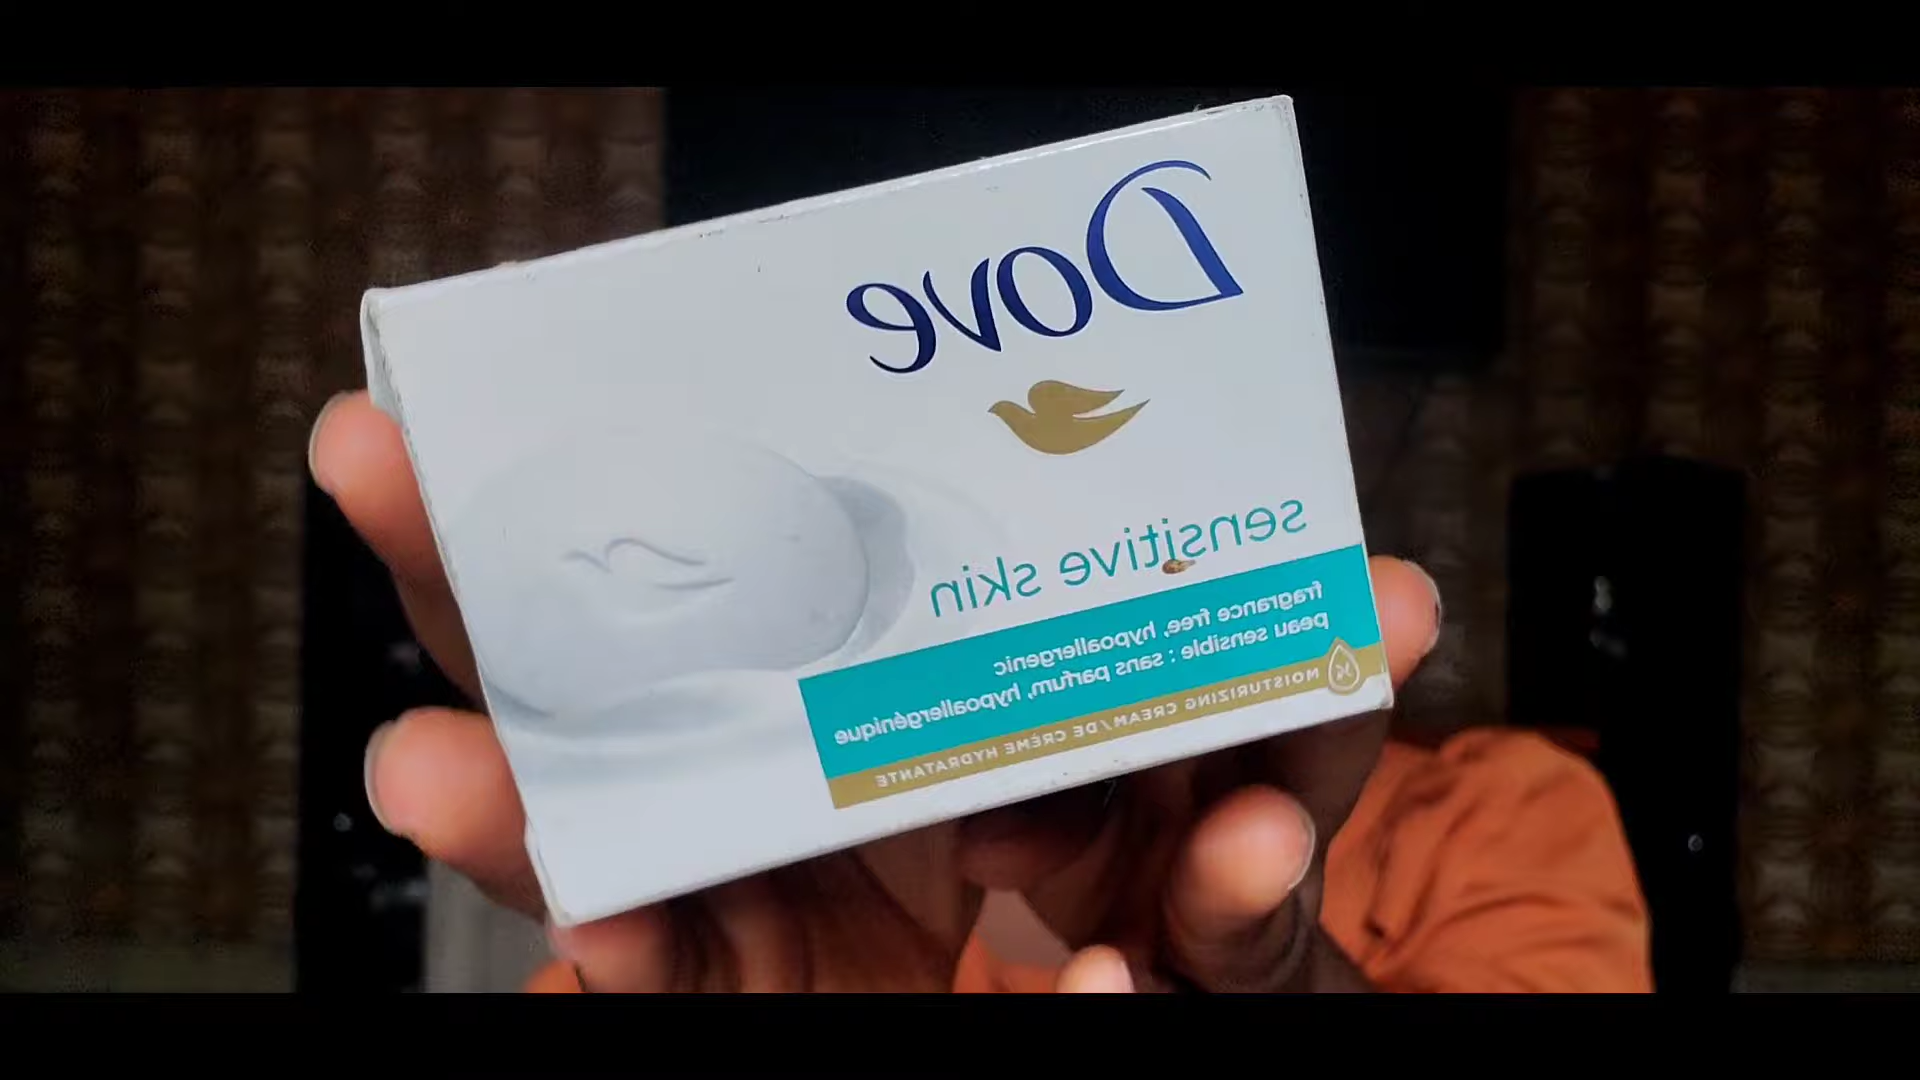 Dove
sensitive skin
fragrance free, hypoallergenic
peau sensible : sans parfum, hypoallergénique
¼ MOISTURIZING CREAM/DE CRÈME HYDRATANTE